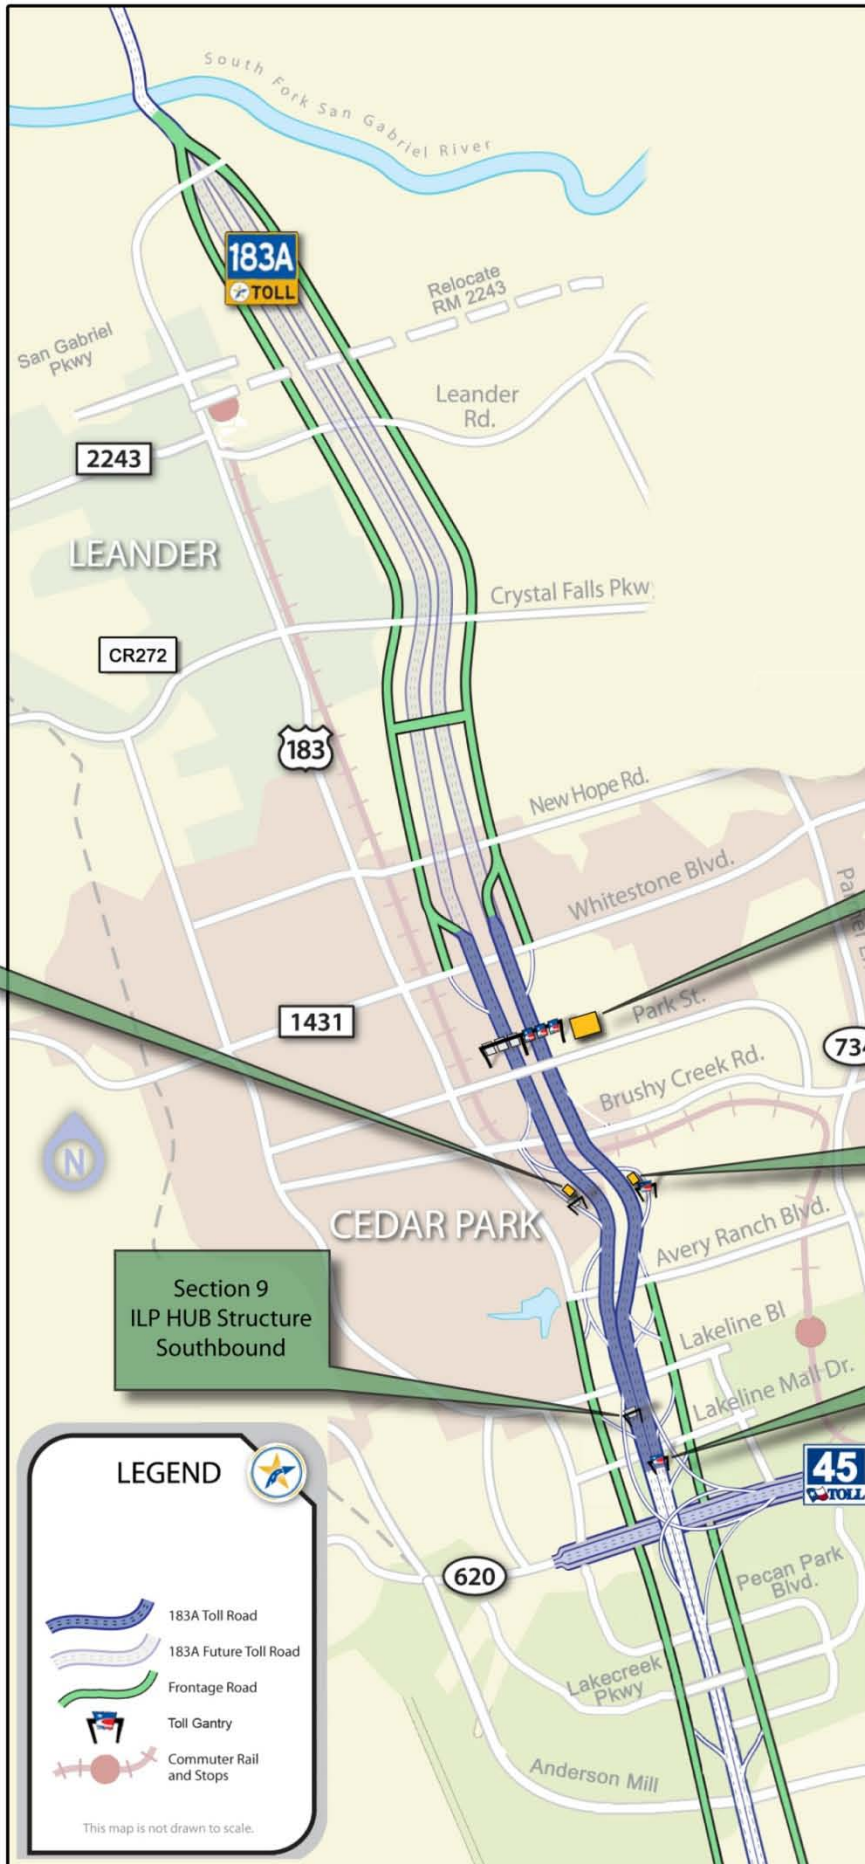 South Fork San Gabriel River
183A
TOLL
Relocate
RM 2243
San Gabriel
Pkwy
Leander
Rd.
2243
LEANDER
Crystal Falls Pkw
CR272
183
New Hope Rd.
Whitestone Blvd.
1431
Park St.
734
Brushy Creek Rd.
N
CEDAR PARK
Avery Ranch Blvd.
Section 9
ILP HUB Structure
Southbound
Lakeline Bl
Lakeline Mall Dr.
LEGEND
45
TOLL
620
Pecan Park
Blvd.
183A Toll Road
183A Future Toll Road
Frontage Road
Lakecreek
Pkwy
Toll Gantry
Commuter Rail
and Stops
Anderson Mill
This map is not drawn to scale.